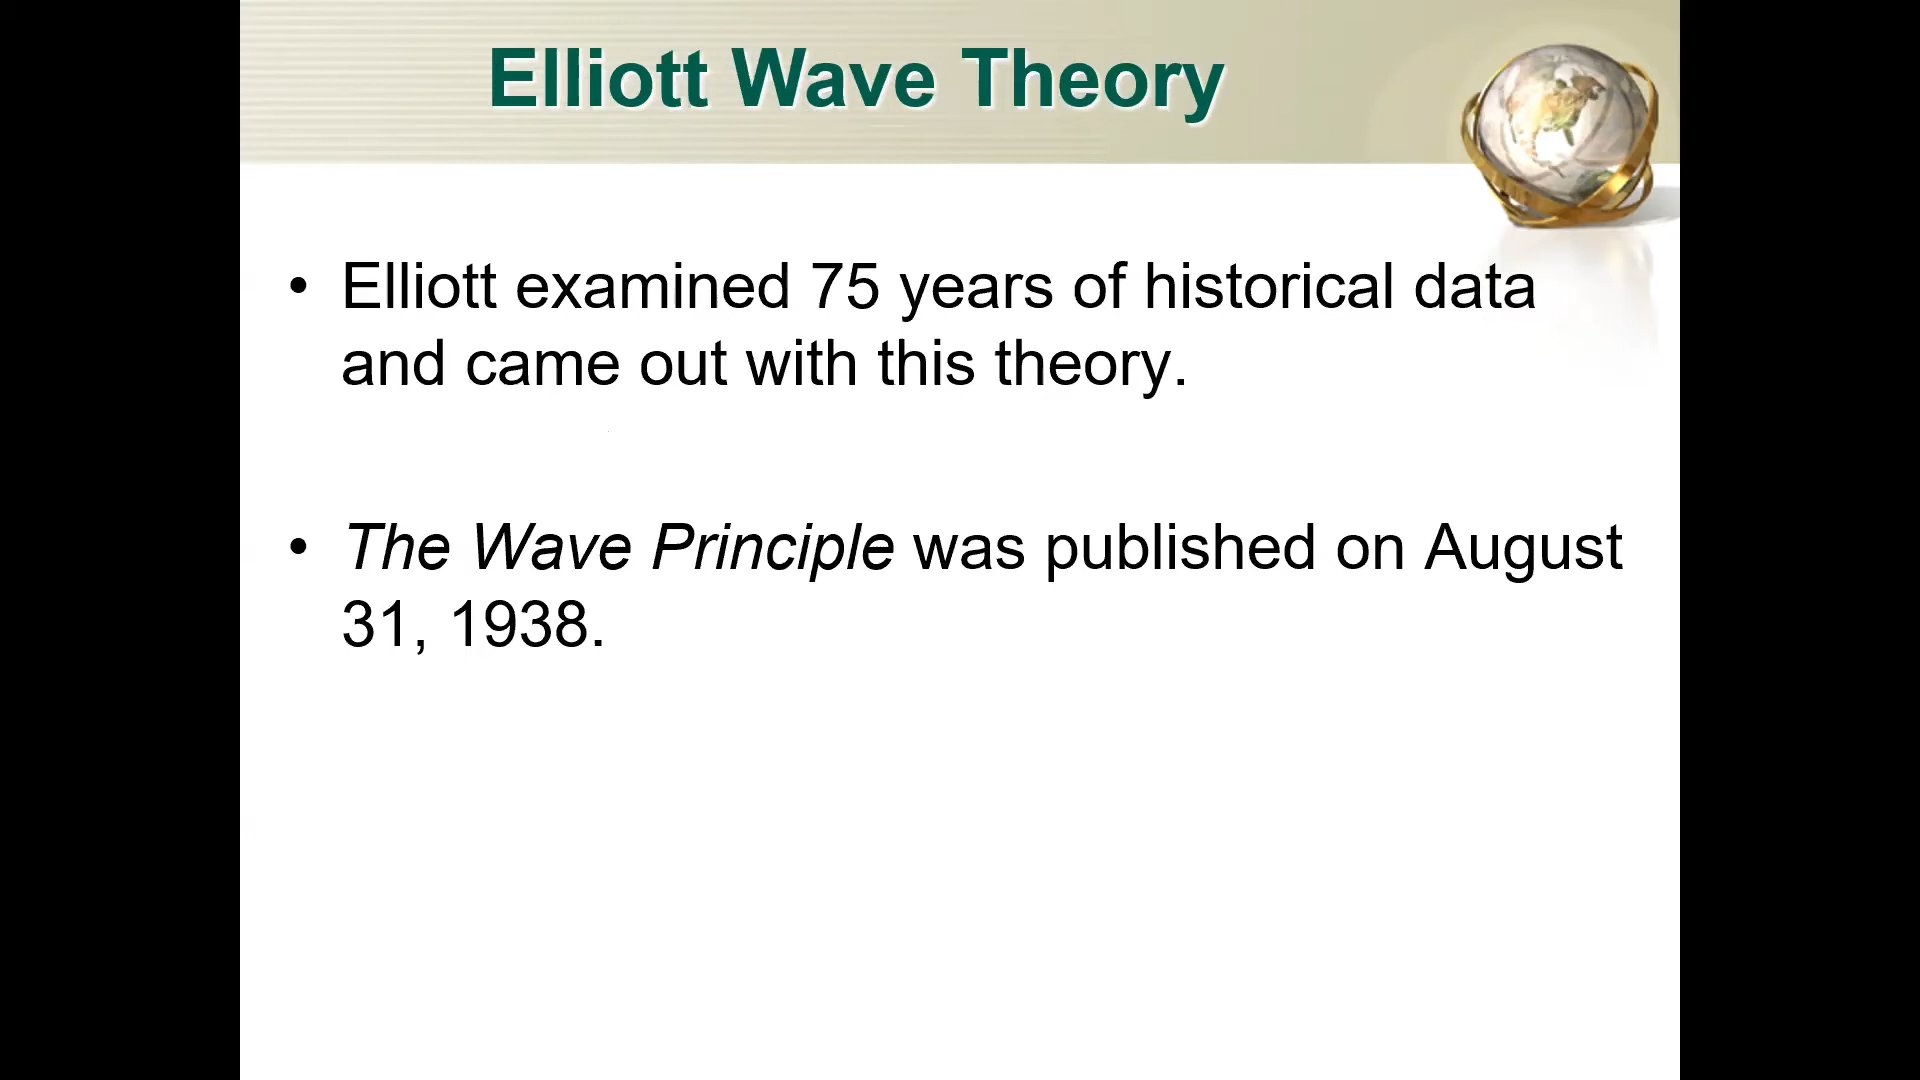 Elliott Wave Theory
• Elliott examined 75 years of historical data
and came out with this theory.
• The Wave Principle was published on August
31, 1938.